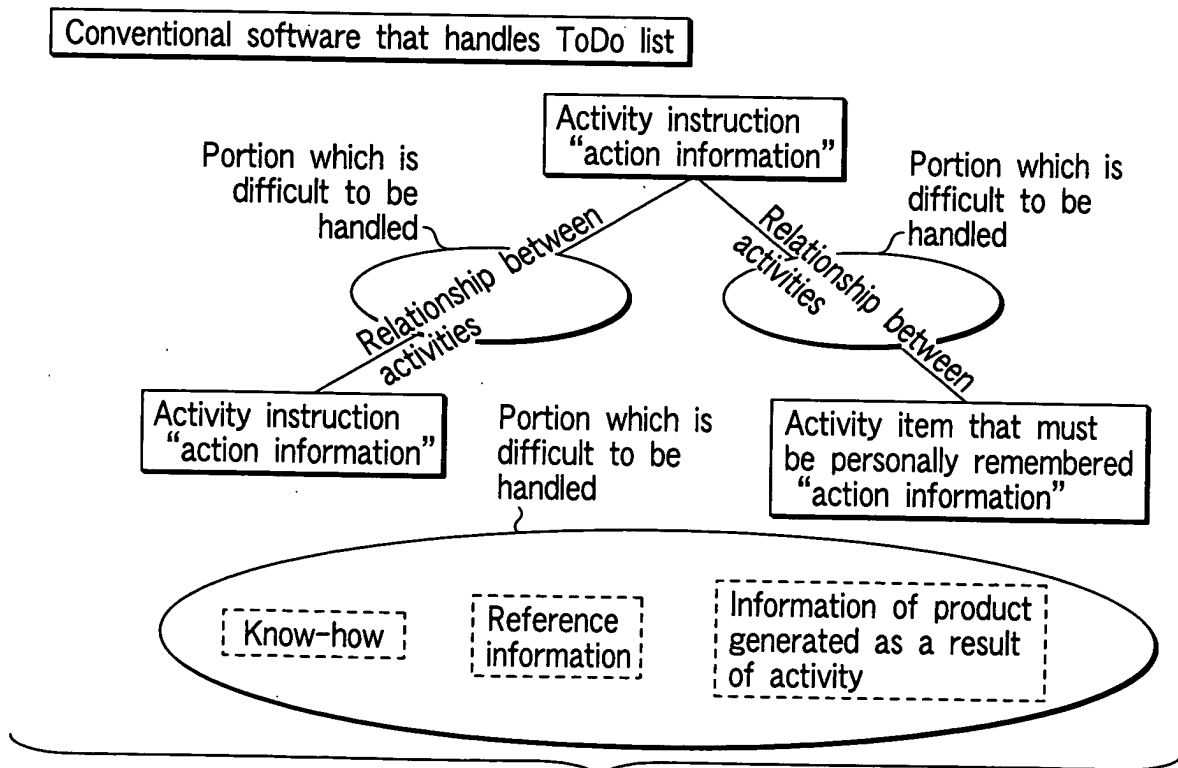 Conventional software that handles ToDo list
Activity instruction
“action information”
Portion which is
difficult to be
handled
Portion which is
difficult to be
handled
Relationship between
activities
Relationship between
activities
Activity instruction
“action information”
Portion which is
difficult to be
handled
Activity item that must
be personally remembered
“action information”
Know-how
Reference
information
Information of product
generated as a result
of activity